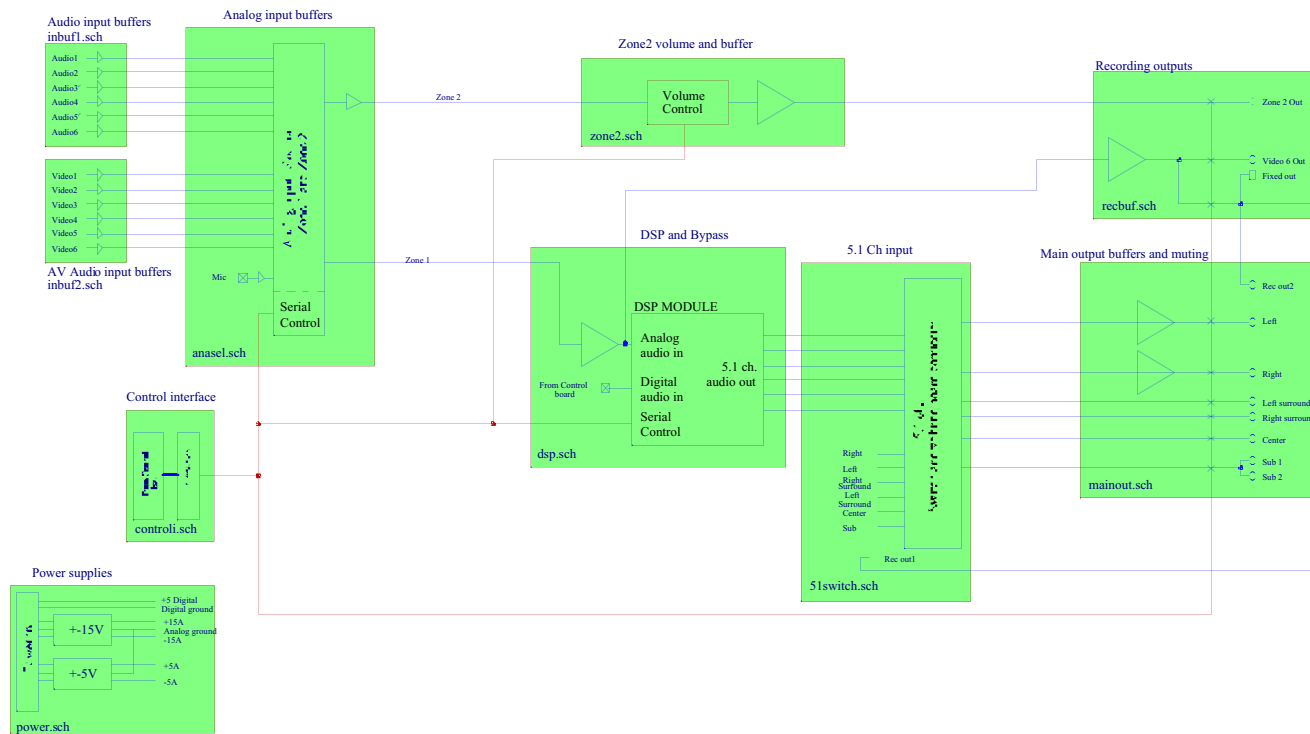 Audio input buffers
inbuf1.sch
Audio1
Audio2
Audio3
Audio4
Audio5
Audio6
Video1
Video2
Video3
Video4
Video5
Video6
AV Audio input buffers
inbuf2.sch
Analog input buffers
Mic
Serial
Control
anasel.sch
Zone 2
Zone 1
Zone2 volume and buffer
Volume
Control
zone2.sch
Recording outputs
Zone 2 Out
Video 6 Out
Fixed out
recbuf.sch
DSP and Bypass
DSP MODULE
Analog
audio in
5.1 ch.
audio out
From Control
board
Digital
audio in
Serial
Control
dsp.sch
5.1 Ch input
Right
Left
Right
Surround
Left
Surround
Center
Sub
Rec out1
51switch.sch
Main output buffers and muting
Rec out2
Left
Right
Left surround
Right surroun
Center
Sub 1
Sub 2
mainout.sch
Control interface
controli.sch
Power supplies
+5 Digital
Digital ground
+15A
Analog ground
-15A
+-15V
+5A
+-5V
-5A
power.sch